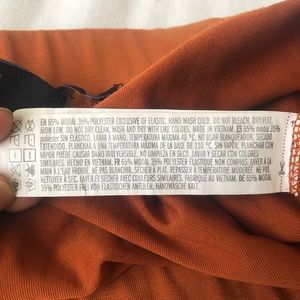 EN 65% MODAL 35% POLYESTER EXCLUSIVE OF ELASTIC. HAND WASH COLD. DO NOT BLEACH. DRY FLAT.
IRON LOW. DO NOT DRY CLEAN. WASH AND DRY WITH LIKE COLORS. MADE IN VIETNAM. ES 65% modal 35%
poliéster SIN ELASTICO. LAVAR A MANO, TEMPERATURA MÁXIMA 40 °C. NO USAR BLANQUEADOR. SECADO
EXTENDIDO. PLANCHAR A UNA TEMPERATURA MÁXIMA DE LA BASE DE 110 °C, SIN VAPOR. PLANCHAR CON
VAPOR PUEDE CAUSAR DAÑO IRREVERSIBLE. NO LIMPIAR EN SECO. LAVAR Y SECAR CON COLORES
SIMILARES. HECHO EN VIETNAM. FR 65% MODAL 35% POLYESTER ÉLASTIQUE NON COMPRIS. LAVAGE À
LA MAIN À L'EAU FROIDE. NE PAS BLANCHIR. SÉCHER À PLAT. REPASSER À TEMPÉRATURE MODÉRÉE. NE PAS
NETTOYER À SEC. LAVER ET SÉCHER AVEC COULEURS SIMILAIRES. FABRIQUÉ AU VIETNAM. DE 65% MODAL
35% POLYESTER FREI VON ELASTISCHEN ANTEILEN. HANDWÄSCHE KALT.